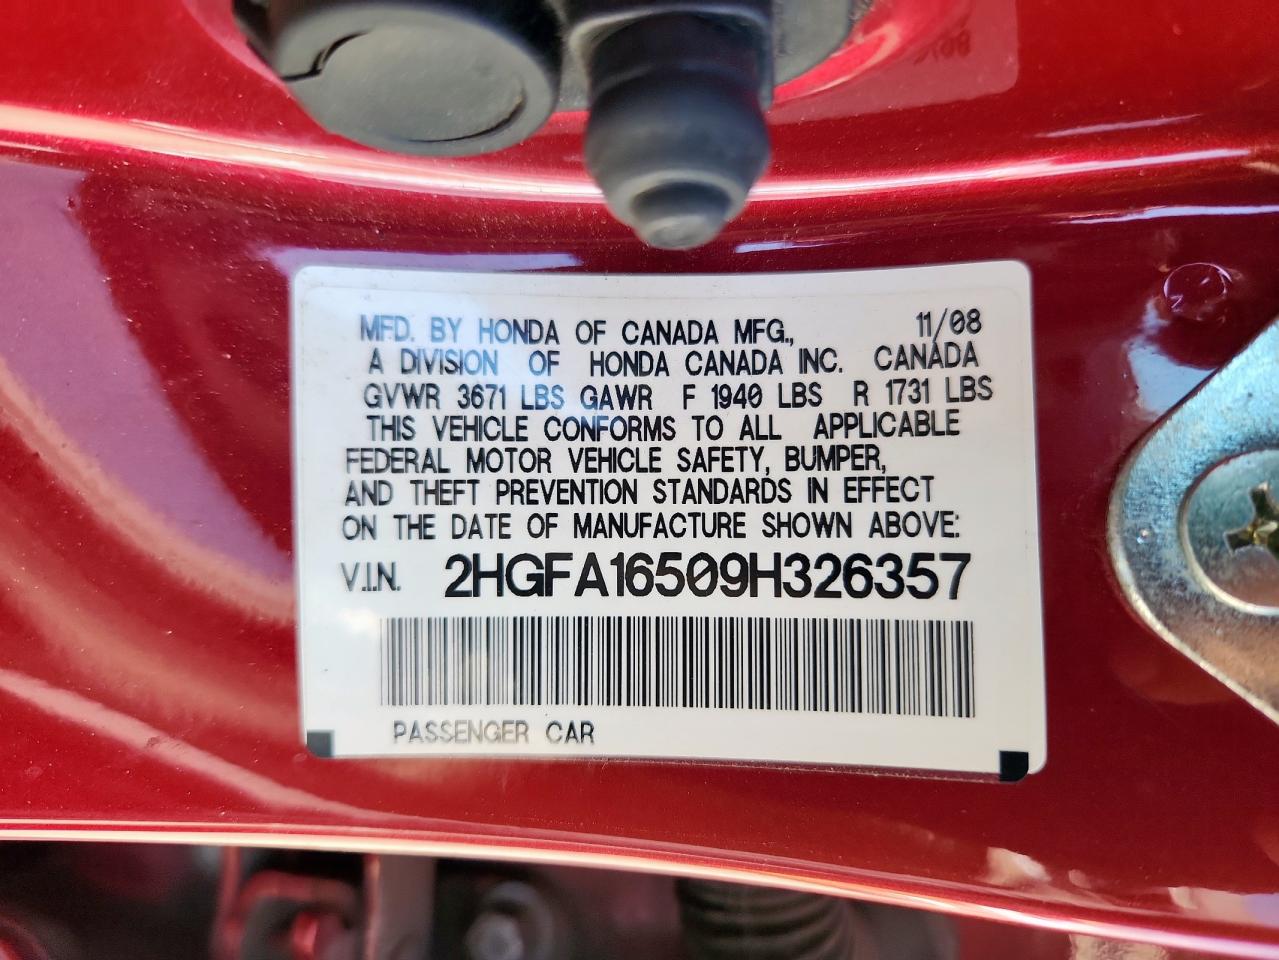 MFD. BY HONDA OF CANADA MFG., 11/08
A DIVISION OF HONDA CANADA INC. CANADA
GVWR 3671 LBS GAWR F 1940 LBS R 1731 LBS
THIS VEHICLE CONFORMS TO ALL APPLICABLE
FEDERAL MOTOR VEHICLE SAFETY, BUMPER,
AND THEFT PREVENTION STANDARDS IN EFFECT
ON THE DATE OF MANUFACTURE SHOWN ABOVE:
V.I.N. 2HGFA16509H326357
PASSENGER CAR